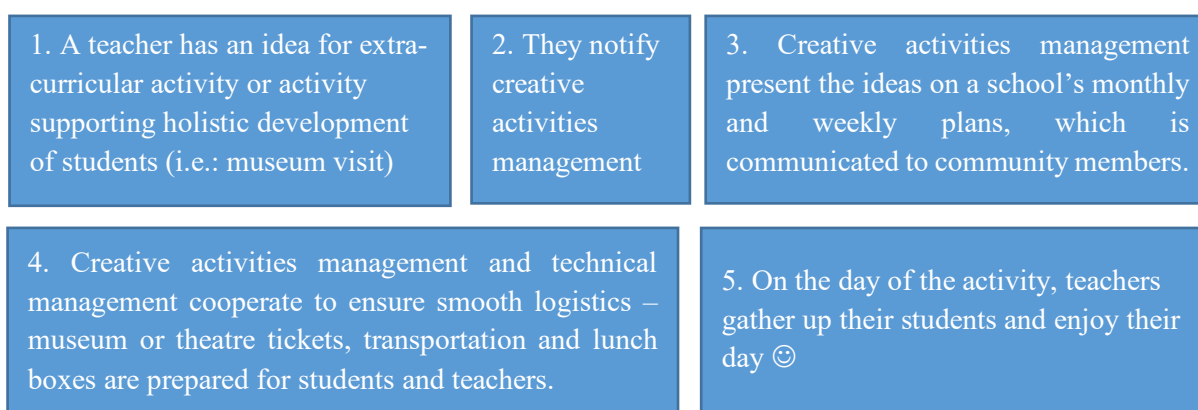 1. A teacher has an idea for extra-
curricular activity or activity
supporting holistic development
of students (i.e.: museum visit)
2. They notify
creative
activities
management
3. Creative activities management
present the ideas on a school’s monthly
and weekly plans, which is
communicated to community members.
4. Creative activities management and technical
management cooperate to ensure smooth logistics –
museum or theatre tickets, transportation and lunch
boxes are prepared for students and teachers.
5. On the day of the activity, teachers
gather up their students and enjoy their
day ☺